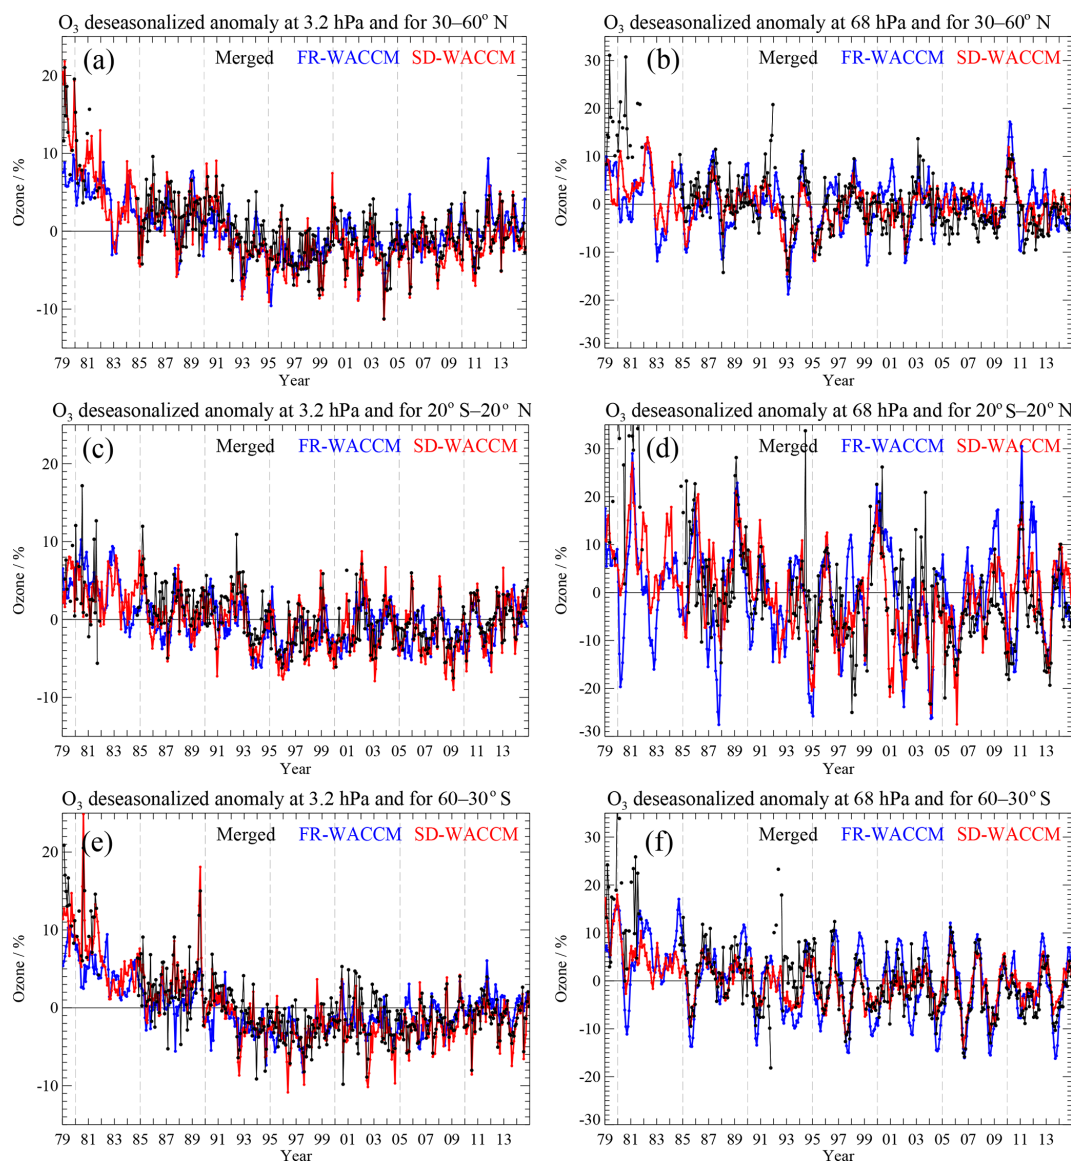 O3 deseasonalized anomaly at 3.2 hPa and for 30–60° N
(a)
Merged FR-WACCM SD-WACCM
Ozone / %
20
10
0
-10
79 81 83 85 87 89 91 93 95 97 99 01 03 05 07 09 11 13
Year
O3 deseasonalized anomaly at 68 hPa and for 30–60° N
Merged FR-WACCM SD-WACCM
(b)
Ozone / %
30
20
10
0
-10
-20
-30
79 81 83 85 87 89 91 93 95 97 99 01 03 05 07 09 11 13
Year
O3 deseasonalized anomaly at 3.2 hPa and for 20° S–20° N
(c)
Merged FR-WACCM SD-WACCM
Ozone / %
20
10
0
-10
79 81 83 85 87 89 91 93 95 97 99 01 03 05 07 09 11 13
Year
O3 deseasonalized anomaly at 68 hPa and for 20° S–20° N
Merged FR-WACCM SD-WACCM
(d)
Ozone / %
30
20
10
0
-10
-20
-30
79 81 83 85 87 89 91 93 95 97 99 01 03 05 07 09 11 13
Year
O3 deseasonalized anomaly at 3.2 hPa and for 60–30° S
(e)
Merged FR-WACCM SD-WACCM
Ozone / %
20
10
0
-10
79 81 83 85 87 89 91 93 95 97 99 01 03 05 07 09 11 13
Year
O3 deseasonalized anomaly at 68 hPa and for 60–30° S
Merged FR-WACCM SD-WACCM
(f)
Ozone / %
30
20
10
0
-10
-20
-30
79 81 83 85 87 89 91 93 95 97 99 01 03 05 07 09 11 13
Year